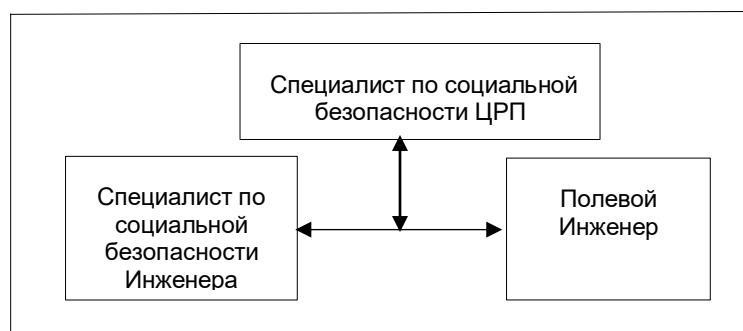 Специалист по социальной
безопасности ЦРП
Специалист по
социальной
безопасности
Инженера
Полевой
Инженер